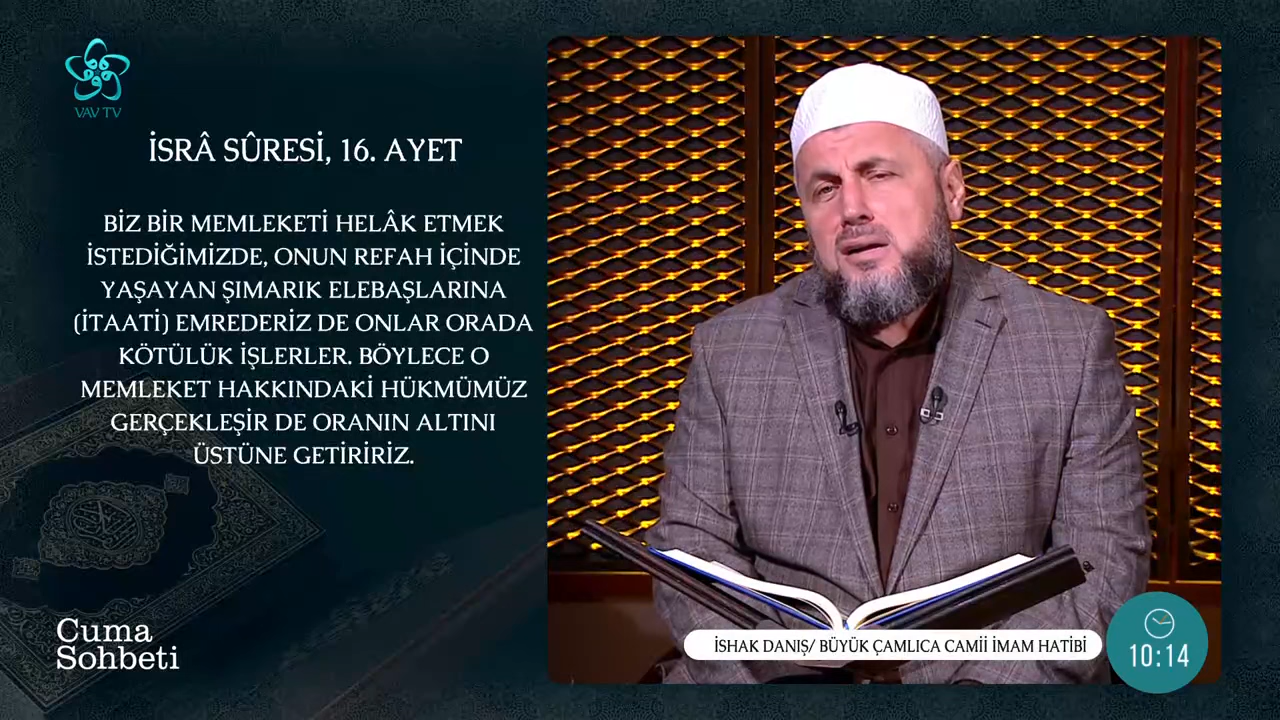 VAV TV
İSRÂ SÛRESİ, 16. AYET
BİZ BİR MEMLEKETİ HELÂK ETMEK
İSTEDİĞİMİZDE, ONUN REFAH İÇİNDE
YAŞAYAN ŞIMARIK ELEBAŞLARINA
(İTAATİ) EMREDERİZ DE ONLAR ORADA
KÖTÜLÜK İŞLERLER. BÖYLECE O
MEMLEKET HAKKINDAKİ HÜKMÜMÜZ
GERÇEKLEŞİR DE ORANIN ALTINI
ÜSTÜNE GETİRİRİZ.
Cuma
Sohbeti
İSHAK DANIŞ/ BÜYÜK ÇAMLICA CAMİİ İMAM HATİBİ
10:14